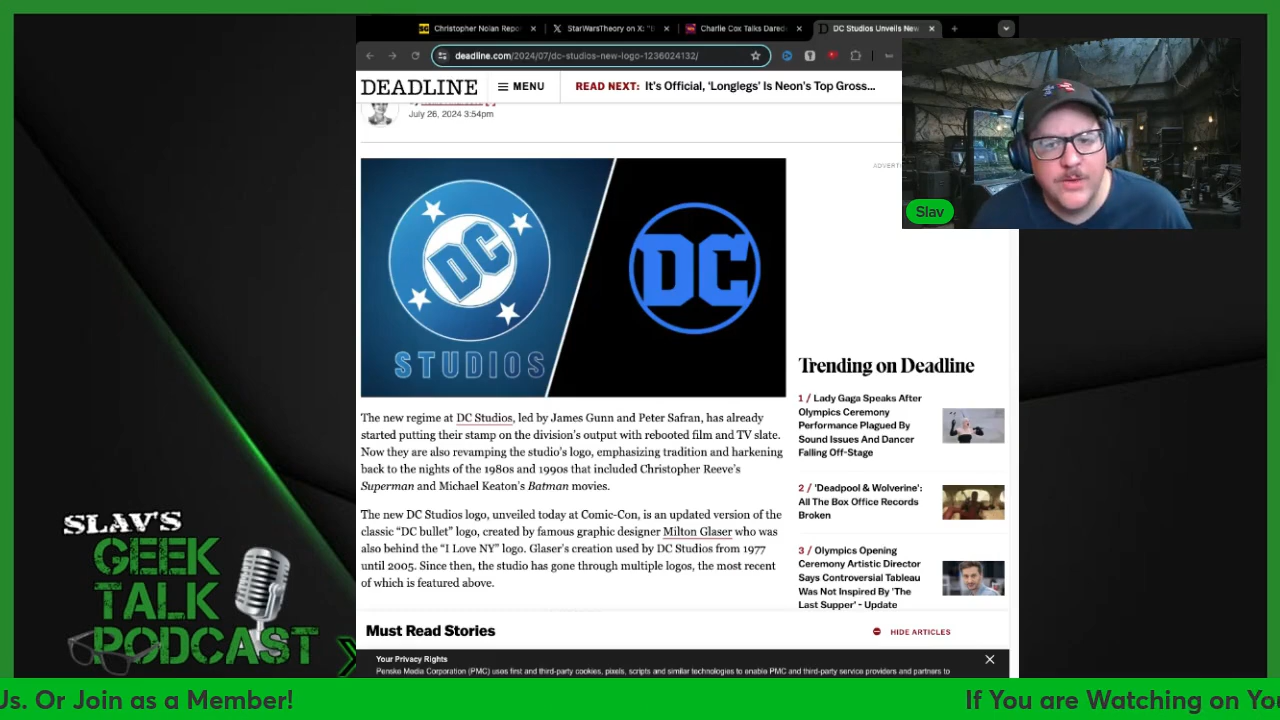 Christopher Nolan Repo
StarWarsTheory on X: "
Charlie Cox Talks Dared
DC Studios Unveils New
deadline.com/2024/07/dc-studios-new-logo-1236024132/
DEADLINE
MENU
READ NEXT: It's Official, 'Longlegs' Is Neon's Top Gross...
July 26, 2024 3:54pm
Slav
DC
STUDIOS
DC
The new regime at DC Studios, led by James Gunn and Peter Safran, has already
started putting their stamp on the division's output with rebooted film and TV slate.
Now they are also revamping the studio's logo, emphasizing tradition and harkening
back to the nights of the 1980s and 1990s that included Christopher Reeve's
Superman and Michael Keaton's Batman movies.
The new DC Studios logo, unveiled today at Comic-Con, is an updated version of the
classic "DC bullet" logo, created by famous graphic designer Milton Glaser who was
also behind the "I Love NY" logo. Glaser's creation used by DC Studios from 1977
until 2005. Since then, the studio has gone through multiple logos, the most recent
of which is featured above.
Trending on Deadline
1 / Lady Gaga Speaks After
Olympics Ceremony
Performance Plagued By
Sound Issues And Dancer
Falling Off-Stage
2 / 'Deadpool & Wolverine':
All The Box Office Records
Broken
3 / Olympics Opening
Ceremony Artistic Director
Says Controversial Tableau
Was Not Inspired By 'The
Last Supper' - Update
Must Read Stories
HIDE ARTICLES
Your Privacy Rights
Penske Media Corporation (PMC) uses first and third-party cookies, pixels, scripts and similar technologies to enable PMC and third-party service providers and partners to
SLAV'S
GEEK
TALK
PODCAST
Us. Or Join as a Member!
If You are Watching on You